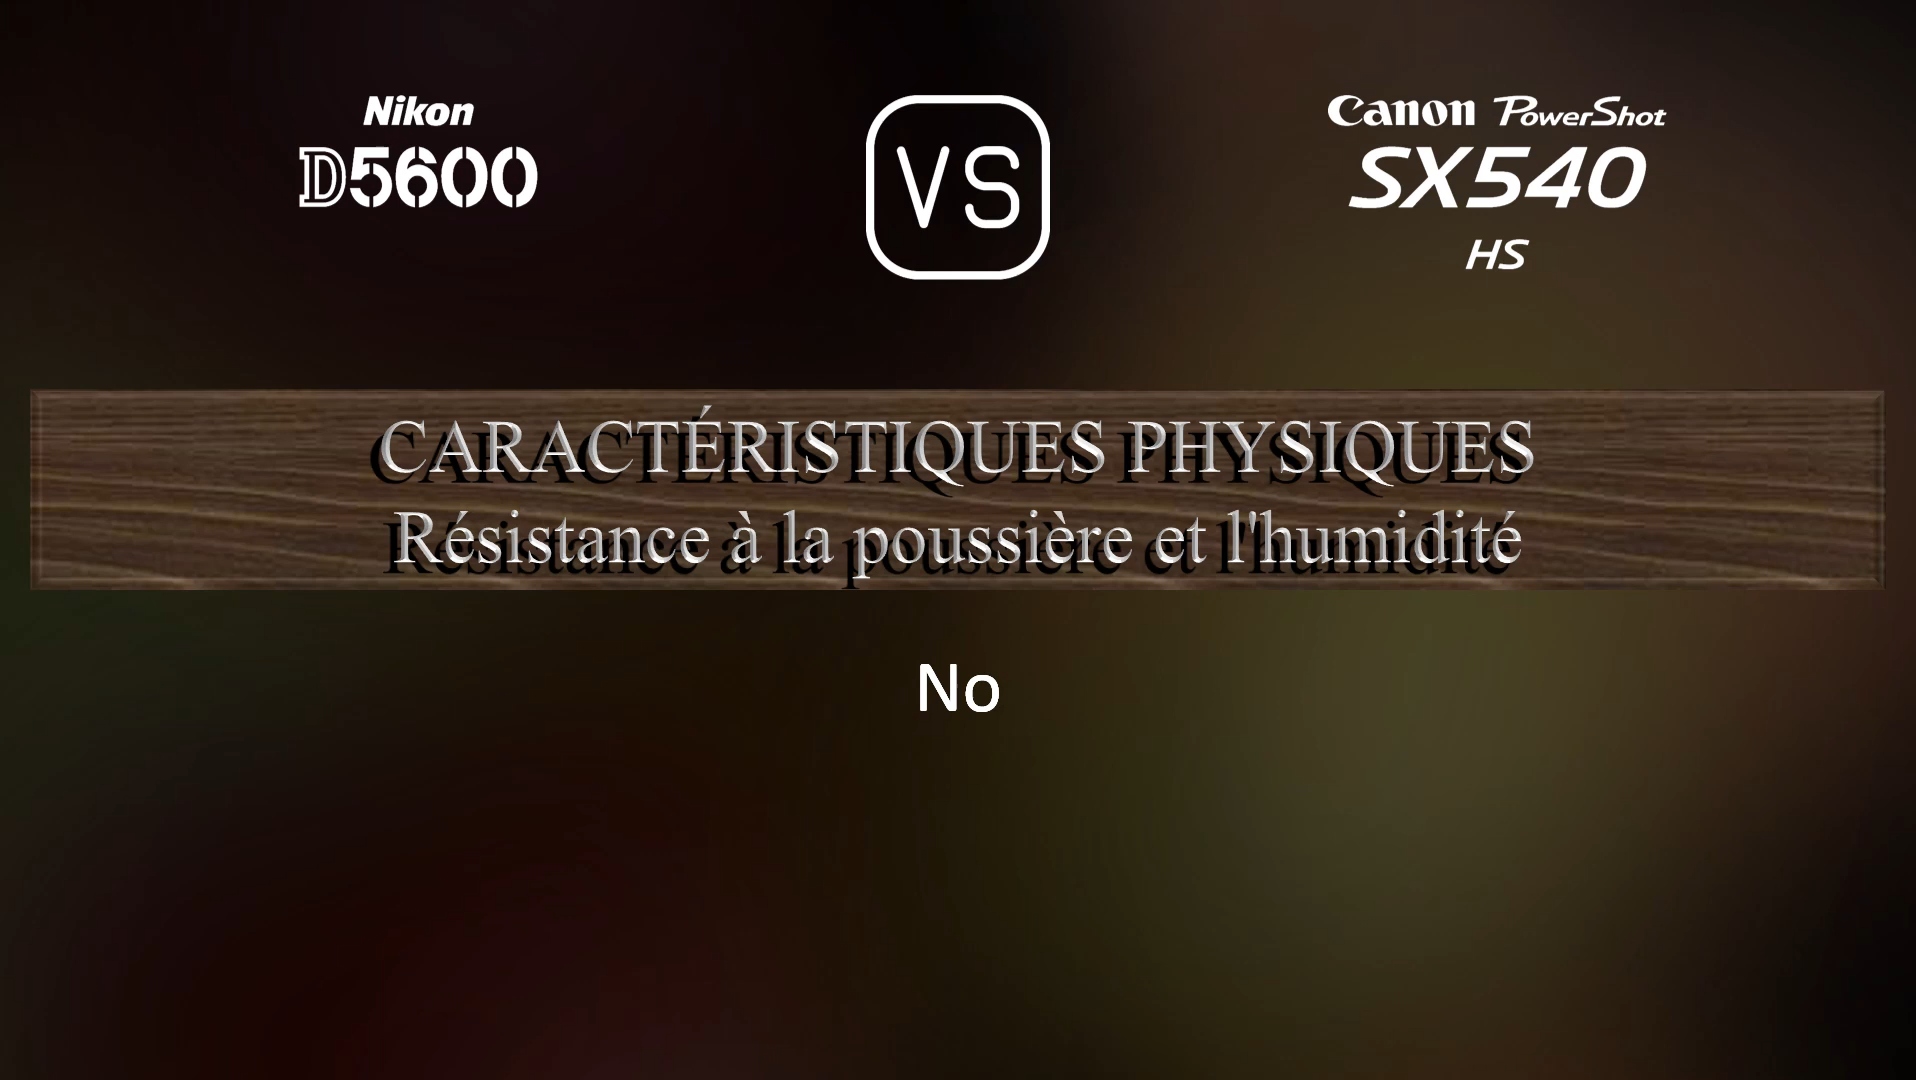 Nikon
D5600
VS
Canon PowerShot
SX540
HS
CARACTÉRISTIQUES PHYSIQUES
Résistance à la poussière et l'humidité
No